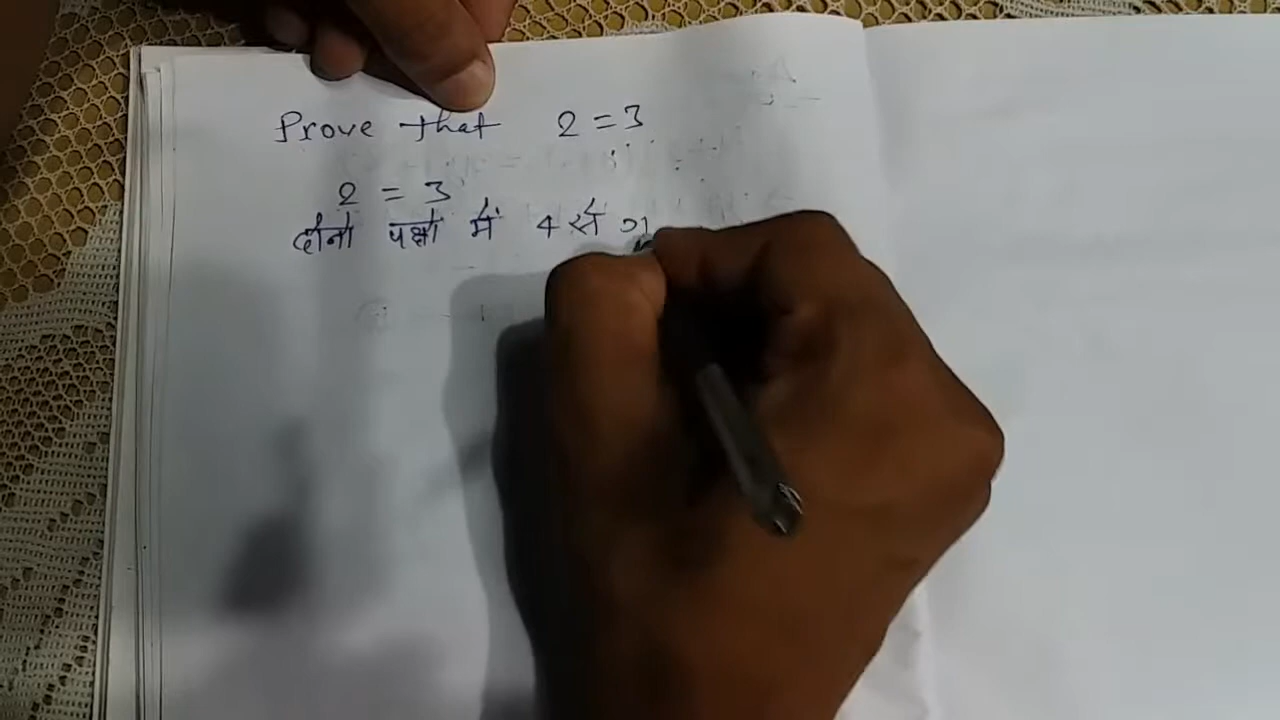 Prove that 2 = 3
2 = 3
दोनो पक्षो में 4 से